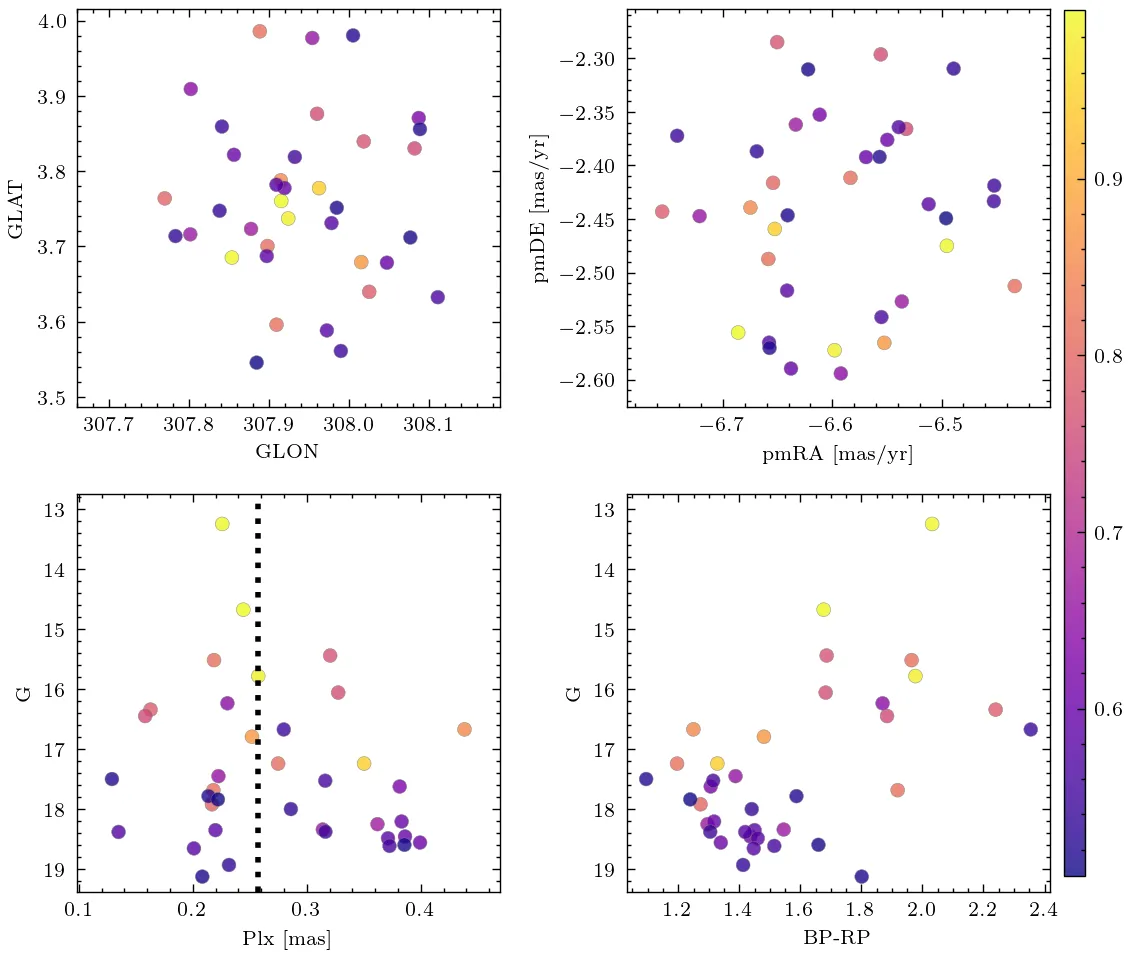 4.0
3.9
3.8
3.7
3.6
3.5
GLAT
307.7 307.8 307.9 308.0 308.1
GLON
−2.30
−2.35
−2.40
−2.45
−2.50
−2.55
−2.60
pmDE [mas/yr]
−6.7 −6.6 −6.5
pmRA [mas/yr]
0.9
0.8
0.7
0.6
13
14
15
16
17
18
19
G
0.1 0.2 0.3 0.4
Plx [mas]
13
14
15
16
17
18
19
G
1.2 1.4 1.6 1.8 2.0 2.2 2.4
BP-RP